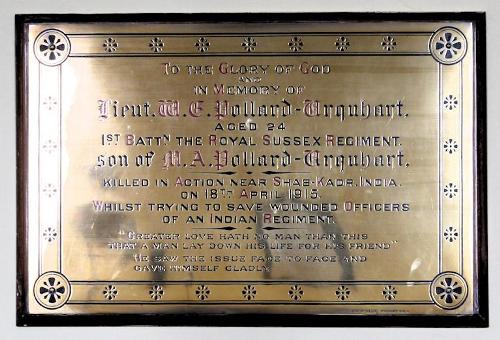 To the Glory of God
and
in Memory of
Lieut. W. E. Pollard-Urquhart.
aged 24
1st Battn the Royal Sussex Regiment.
son of M. A. Pollard-Urquhart.
killed in Action near Shab-Kadr. India.
on 18th April 1915.
Whilst trying to save wounded Officers
of an Indian Regiment.
"Greater love hath no man than this
that a man lay down his life for his friend"
"He saw the issue face to face and
gave himself gladly"